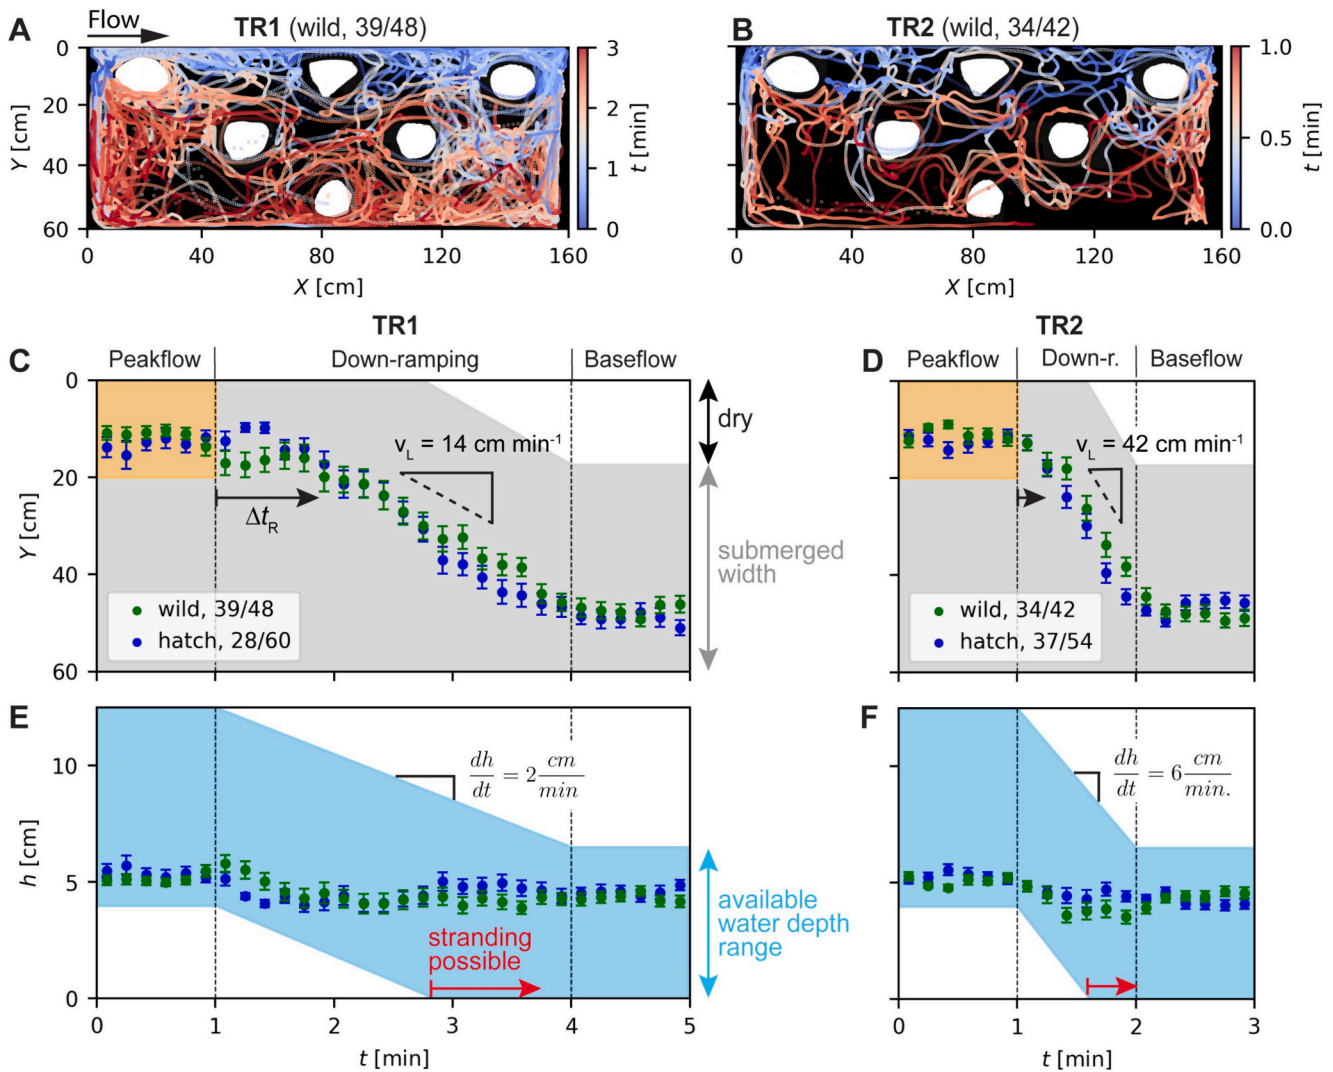 A
Flow
TR1 (wild, 39/48)
B
TR2 (wild, 34/42)
0
20
40
60
Y [cm]
0
40
80
120
160
X [cm]
3
2
1
0
t [min]
0
40
80
120
160
X [cm]
1.0
0.5
0.0
t [min]
TR1
TR2
C
Peakflow
Down-ramping
Baseflow
D
Peakflow
Down-r.
Baseflow
0
20
40
60
Y [cm]
v_L = 14 cm min⁻¹
Δt_R
wild, 39/48
hatch, 28/60
dry
submerged
width
v_L = 42 cm min⁻¹
wild, 34/42
hatch, 37/54
E
F
10
5
0
h [cm]
dh/dt = 2 cm/min
stranding
possible
available
water depth
range
dh/dt = 6 cm/min.
0
1
2
3
4
5
t [min]
0
1
2
3
t [min]